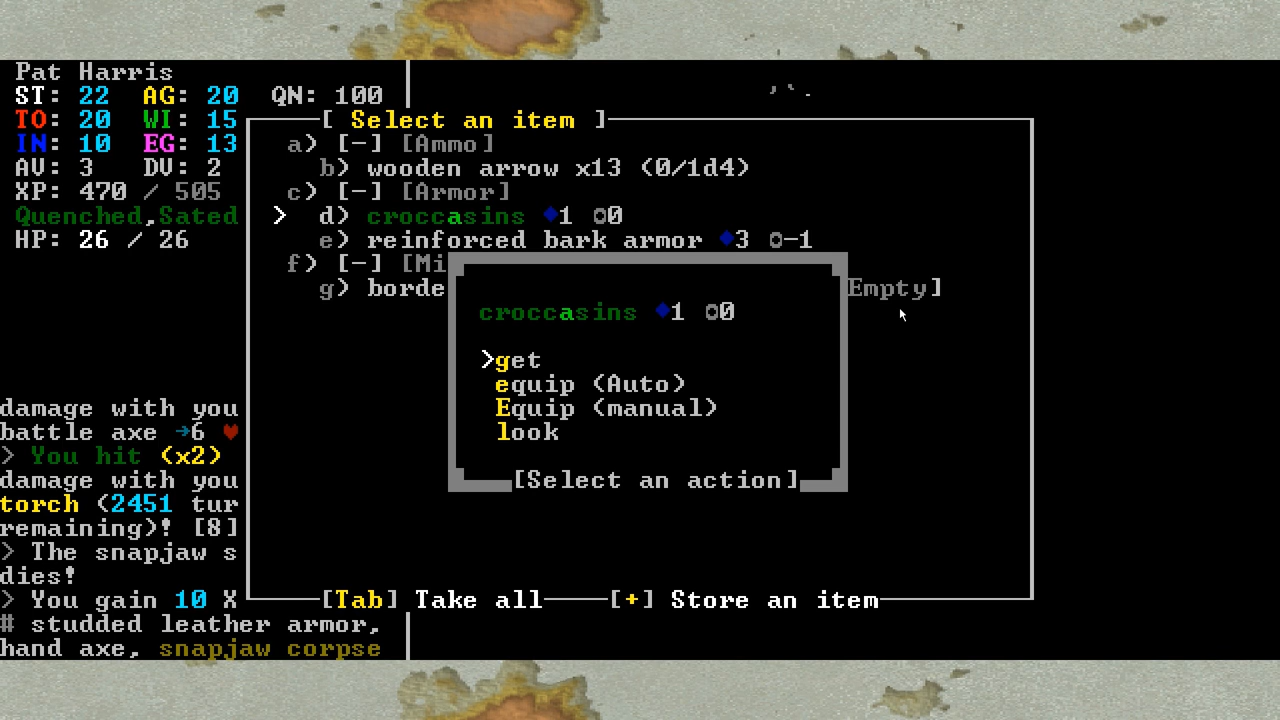 Pat Harris
ST: 22 AG: 20 QN: 100
TO: 20 WI: 15
IN: 10 EG: 13
AV: 3 DV: 2
XP: 470 / 505
Quenched,Sated
HP: 26 / 26
damage with you
battle axe →6 ♥
> You hit (x2)
damage with you
torch (2451 tur
remaining)! [8]
> The snapjaw s
dies!
> You gain 10 X
# studded leather armor,
hand axe, snapjaw corpse
[ Select an item ]
a) [-] [Ammo]
b) wooden arrow x13 (0/1d4)
c) [-] [Armor]
> d) croccasins ♦1 o0
e) reinforced bark armor ♦3 o-1
f) [-] [Mi
g) borde
Empty]
croccasins ♦1 o0
>get
equip (Auto)
Equip (manual)
look
[Select an action]
[Tab] Take all [+] Store an item